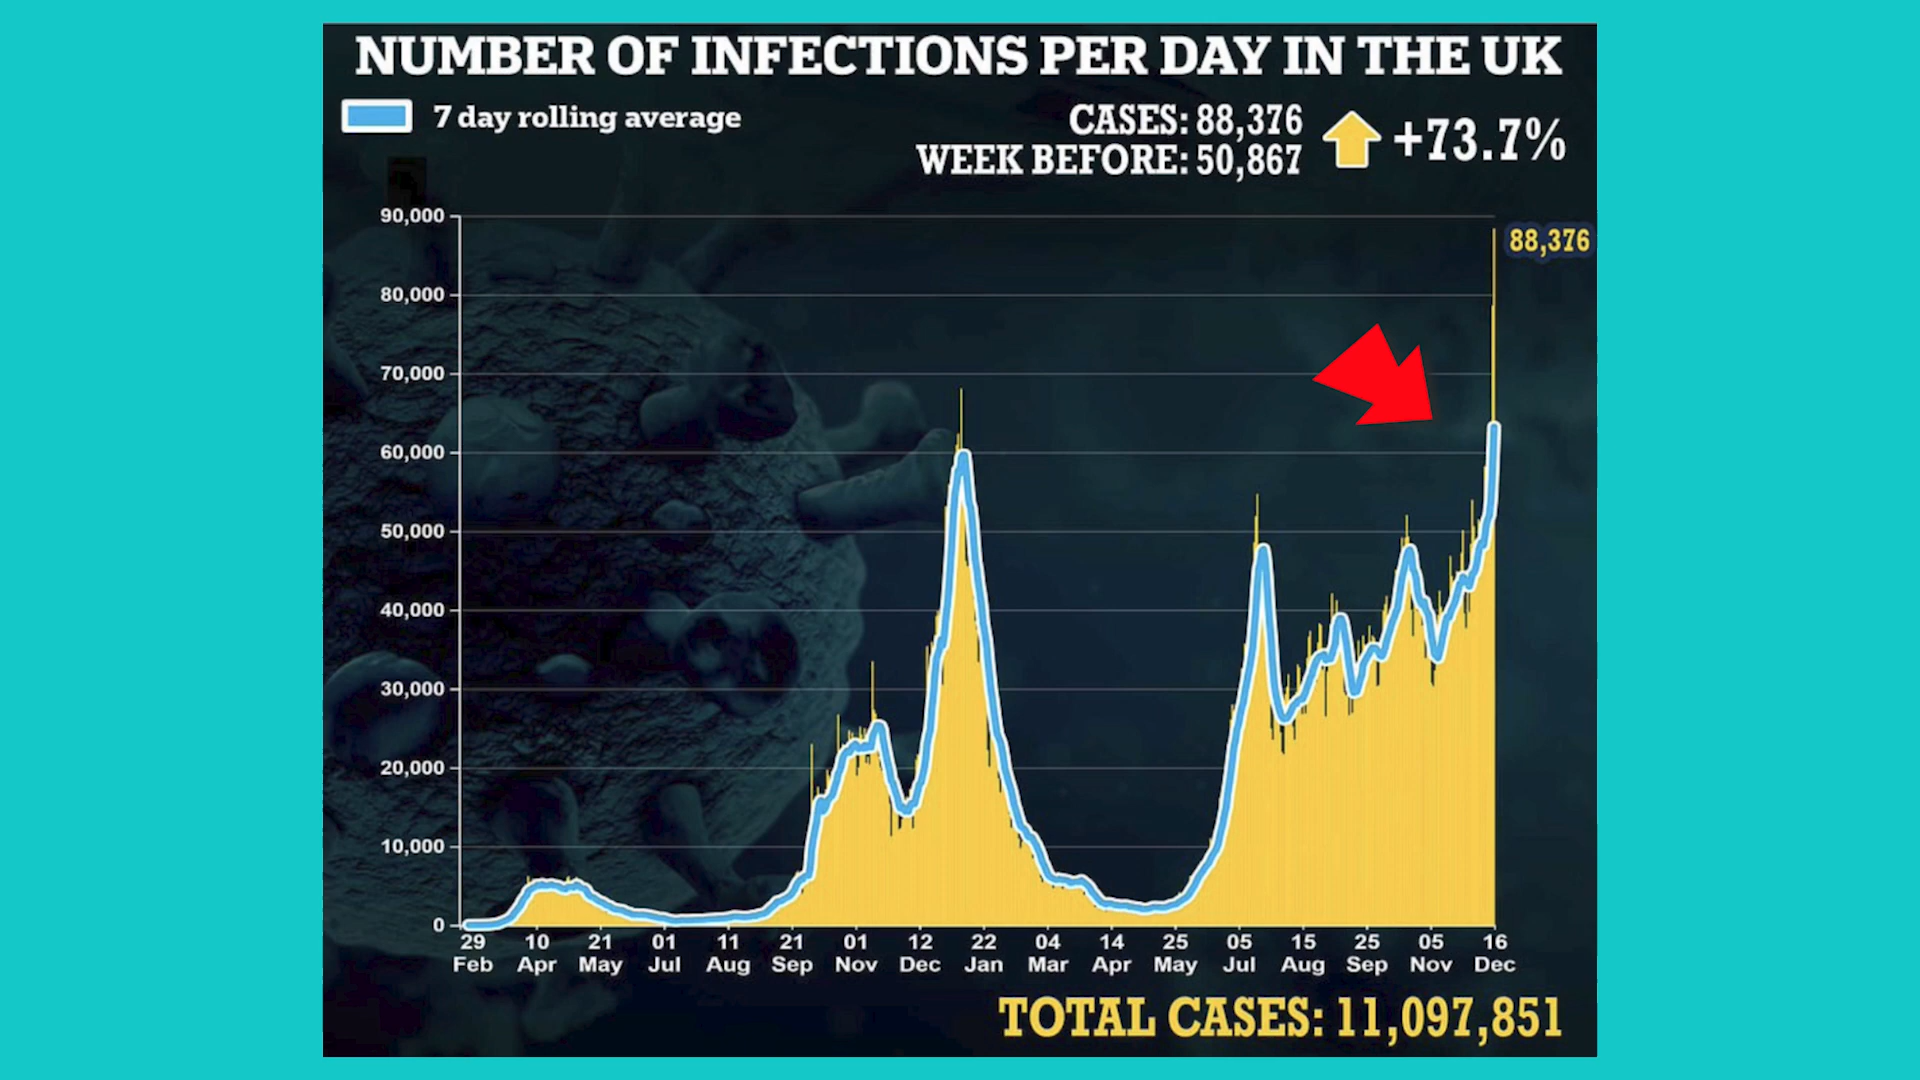 NUMBER OF INFECTIONS PER DAY IN THE UK
7 day rolling average
CASES: 88,376
WEEK BEFORE: 50,867
+73.7%
90,000
88,376
80,000
70,000
60,000
50,000
40,000
30,000
20,000
10,000
0
29 10 21 01 11 21 01 12 22 04 14 25 05 15 25 05 16
Feb Apr May Jul Aug Sep Nov Dec Jan Mar Apr May Jul Aug Sep Nov Dec
TOTAL CASES: 11,097,851